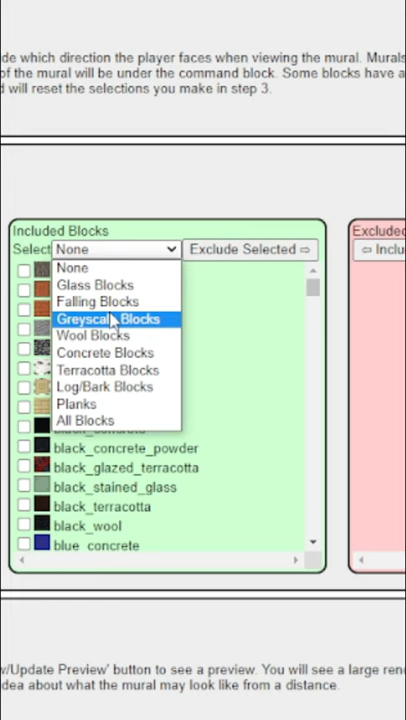 de which direction the player faces when viewing the mural. Murals
of the mural will be under the command block. Some blocks have a
d will reset the selections you make in step 3.
Included Blocks
Select None Exclude Selected ⇨
None
Glass Blocks
Falling Blocks
Greyscale Blocks
Wool Blocks
Concrete Blocks
Terracotta Blocks
Log/Bark Blocks
Planks
All Blocks
black_concrete
black_concrete_powder
black_glazed_terracotta
black_stained_glass
black_terracotta
black_wool
blue_concrete
Excluded
⇦ Inclu
w/Update Preview' button to see a preview. You will see a large ren
dea about what the mural may look like from a distance.